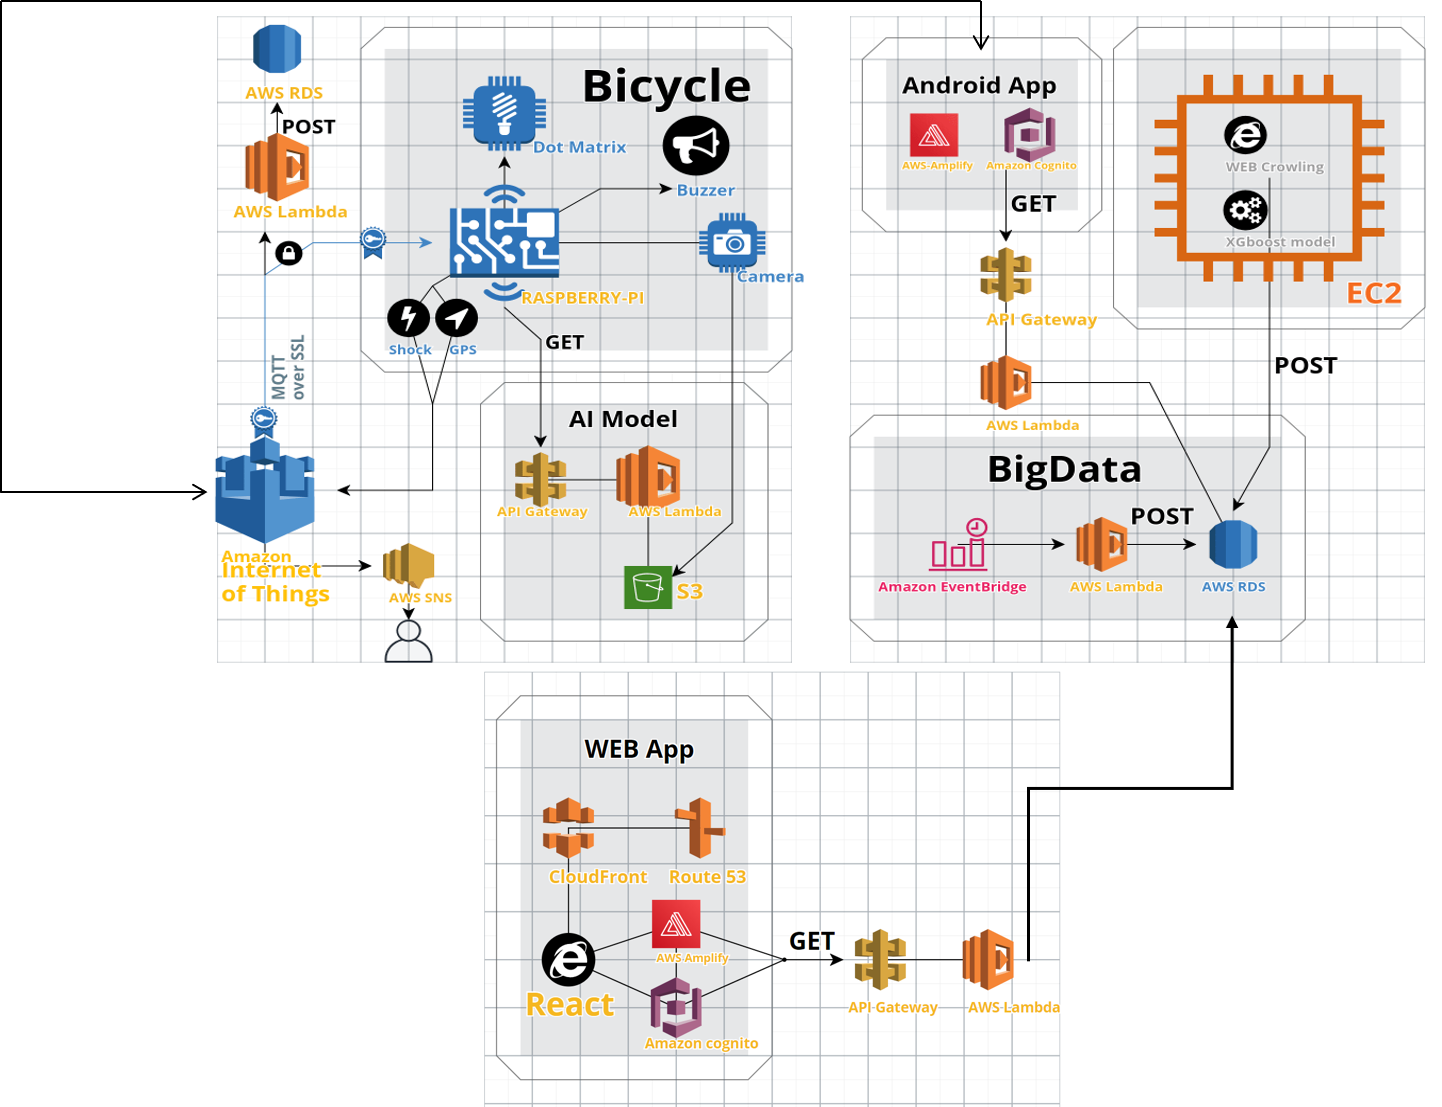 AWS RDS
POST
AWS Lambda
MQTT
over SSL
Amazon
Internet
of Things
AWS SNS
Bicycle
Dot Matrix
Buzzer
Camera
RASPBERRY-PI
Shock
GPS
GET
AI Model
API Gateway
AWS Lambda
S3
Android App
AWS-Amplify
Amazon Cognito
GET
API Gateway
AWS Lambda
WEB Crowling
XGboost model
EC2
POST
BigData
POST
Amazon EventBridge
AWS Lambda
AWS RDS
WEB App
CloudFront
Route 53
AWS Amplify
React
Amazon cognito
GET
API Gateway
AWS Lambda